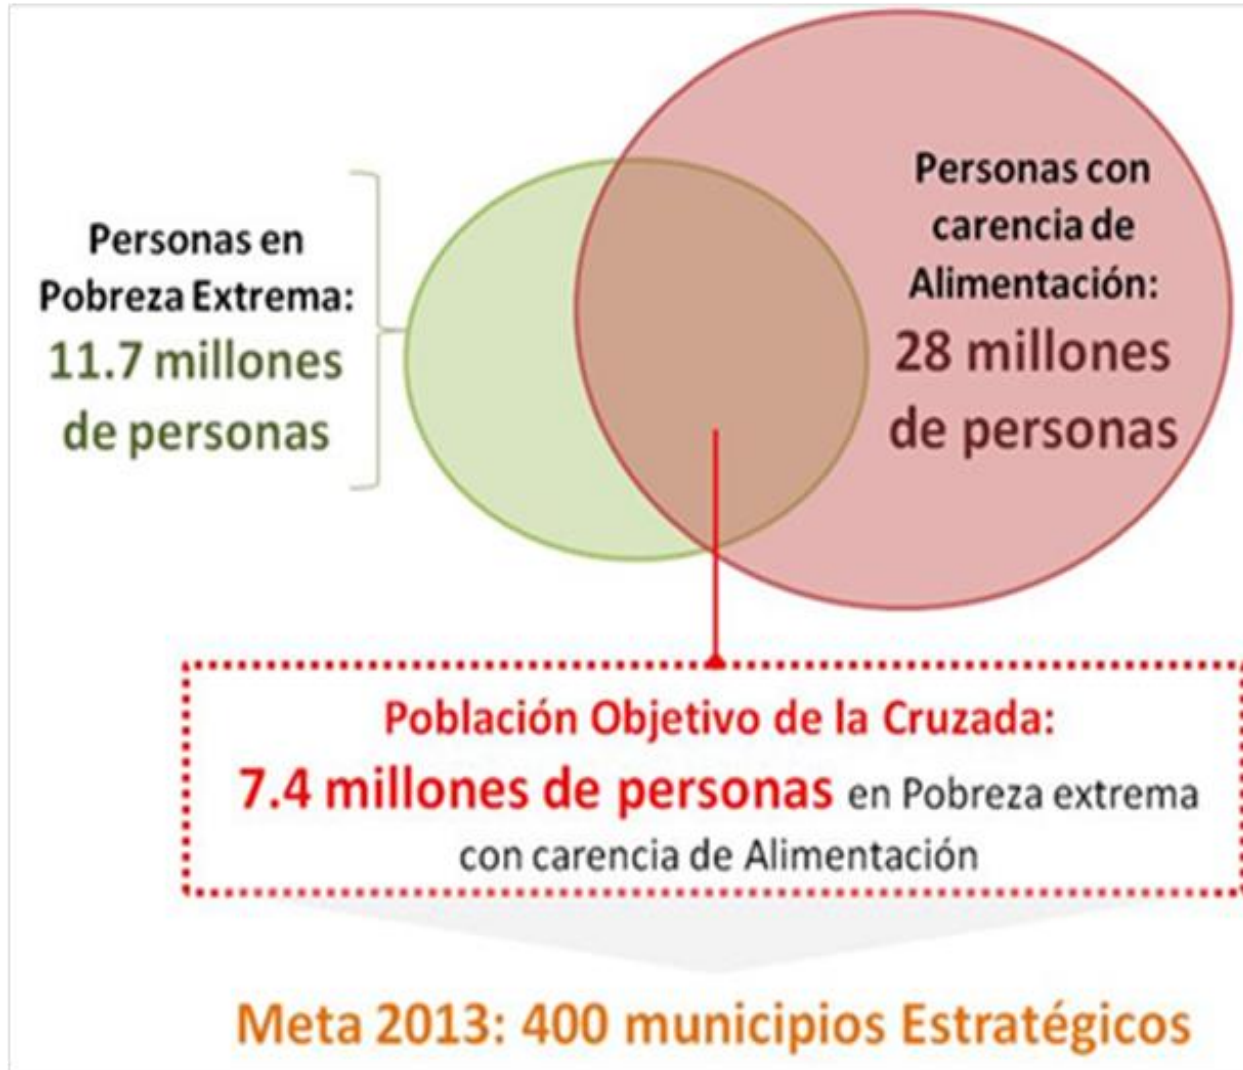 Personas en
Pobreza Extrema:
11.7 millones
de personas
Personas con
carencia de
Alimentación:
28 millones
de personas
Población Objetivo de la Cruzada:
7.4 millones de personas en Pobreza extrema
con carencia de Alimentación
Meta 2013: 400 municipios Estratégicos